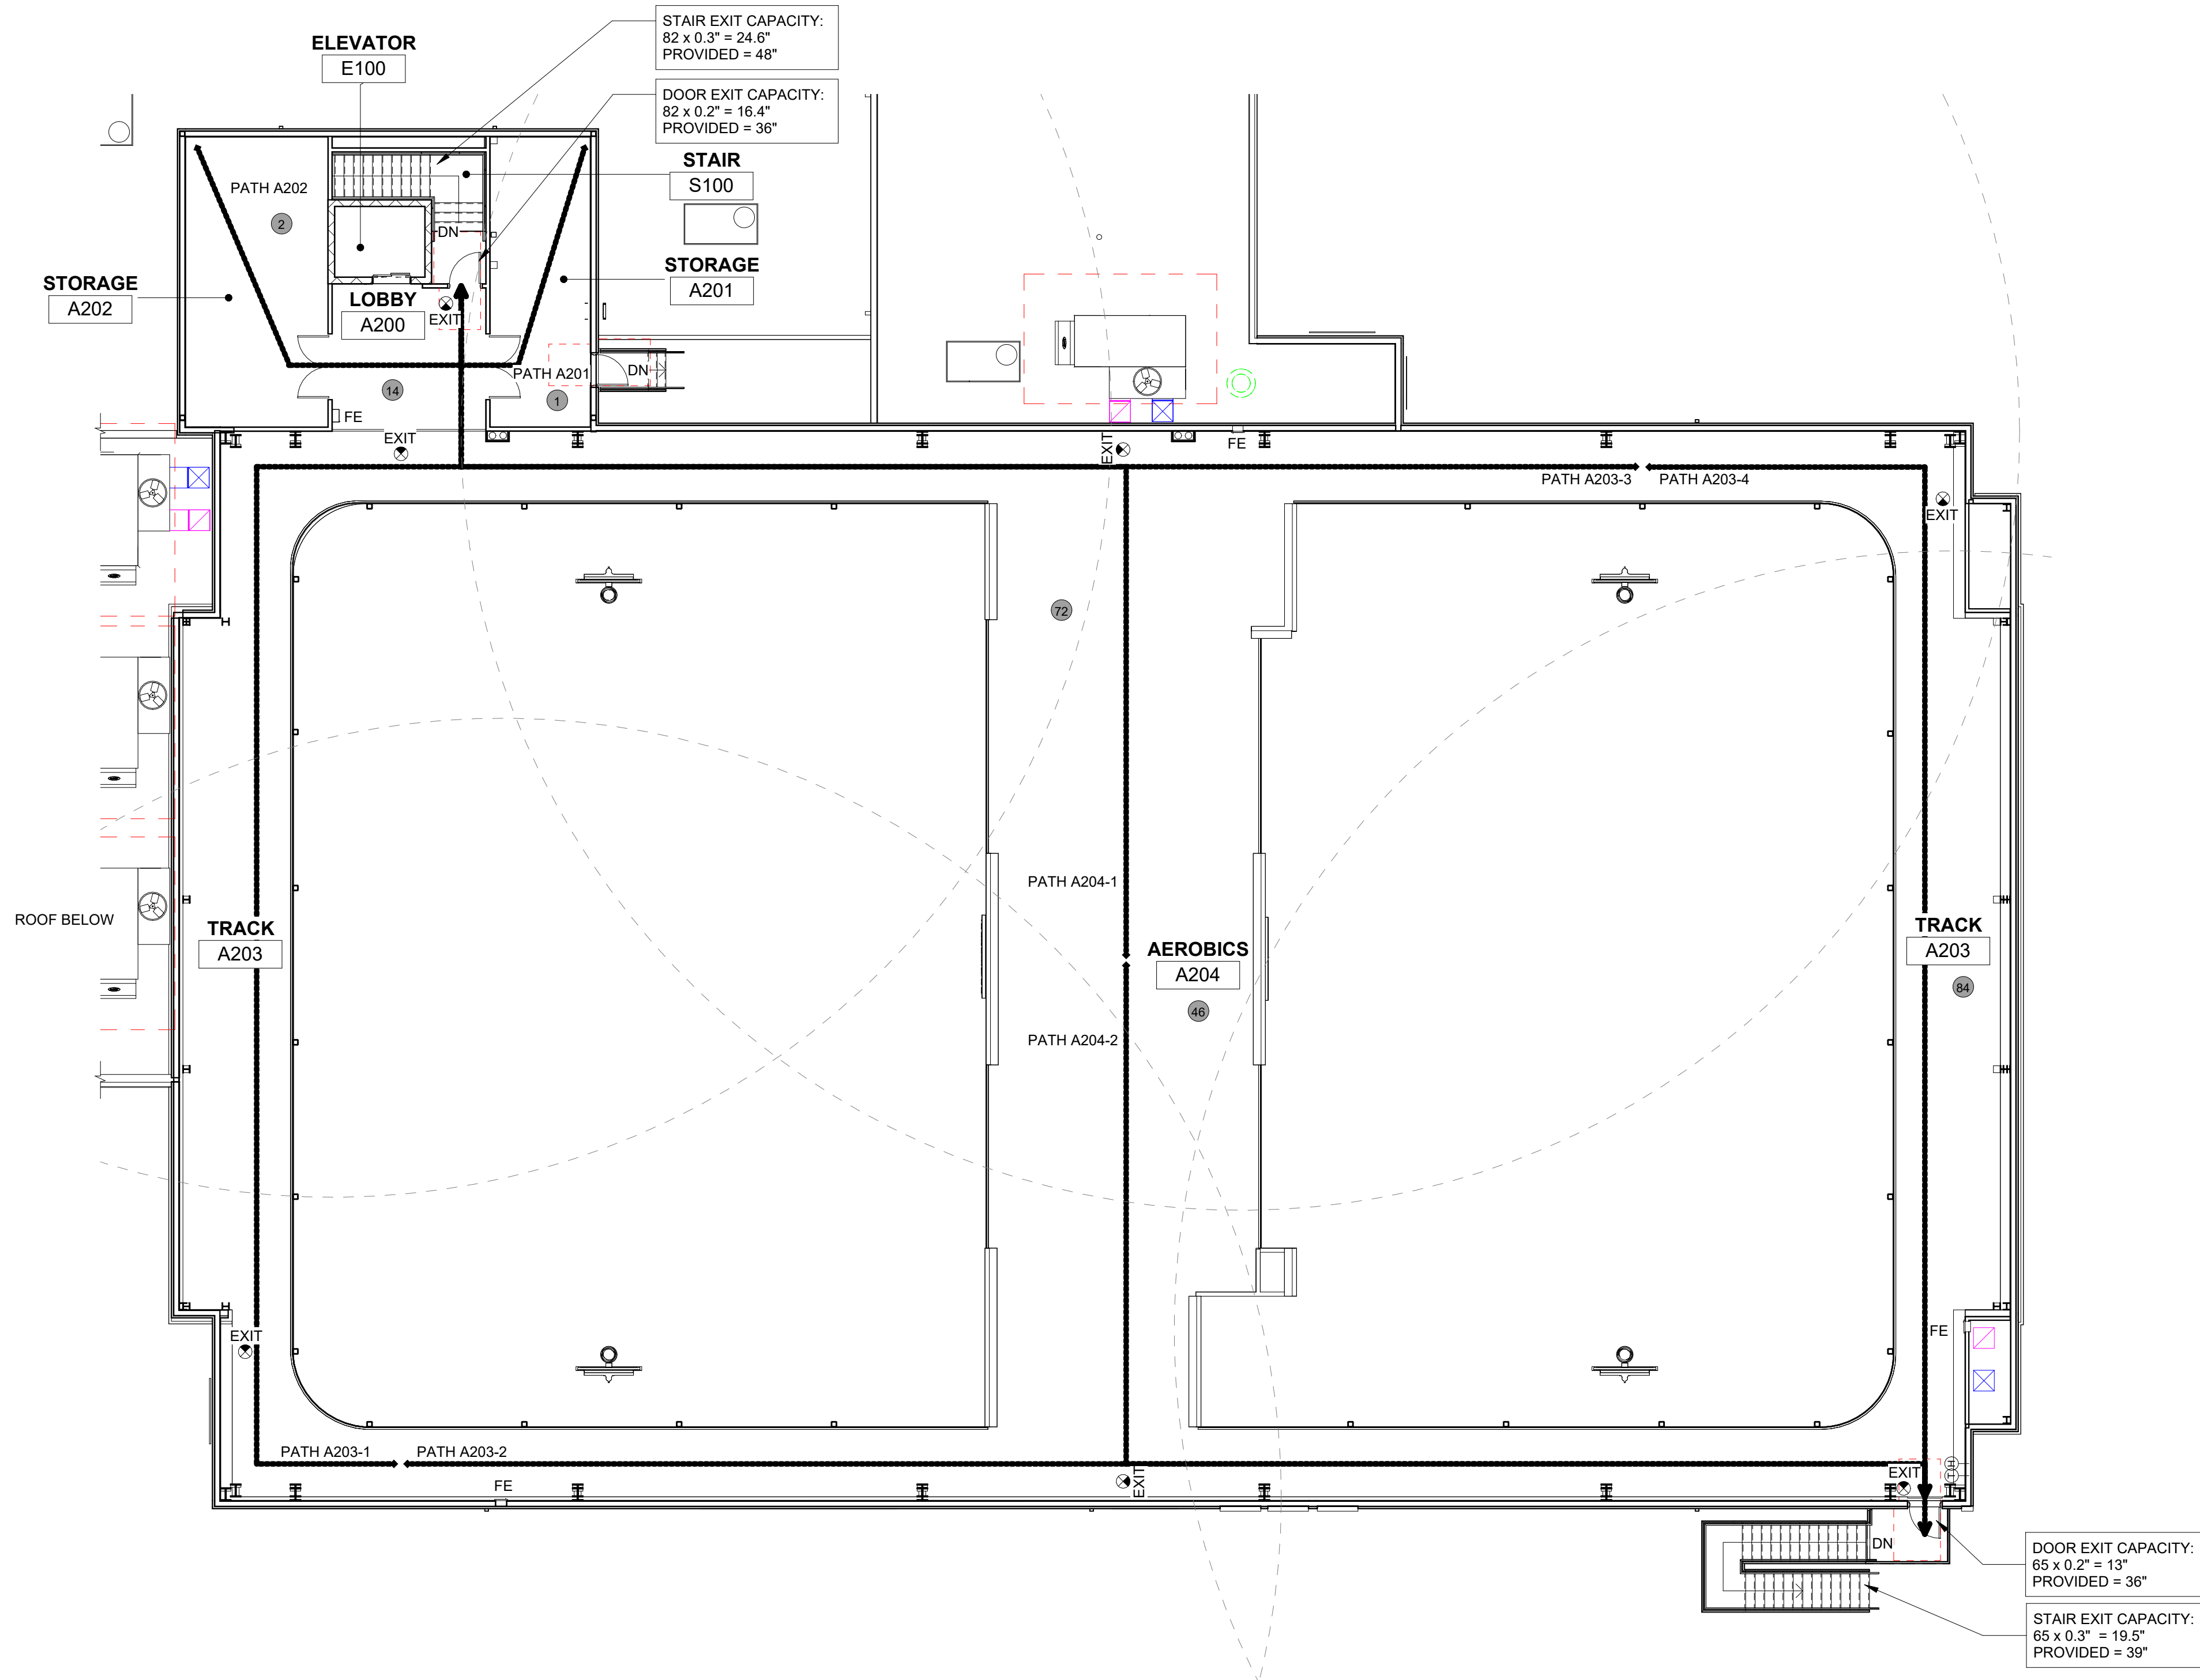 STAIR EXIT CAPACITY:
82 x 0.3" = 24.6"
PROVIDED = 48"
ELEVATOR
E100
DOOR EXIT CAPACITY:
82 x 0.2" = 16.4"
PROVIDED = 36"
STAIR
S100
PATH A202
2
DN
STORAGE
A201
STORAGE
A202
LOBBY
A200
EXIT
PATH A201
DN
14
1
FE
EXIT
EXIT
FE
PATH A203-3
PATH A203-4
EXIT
72
PATH A204-1
ROOF BELOW
TRACK
A203
AEROBICS
A204
46
TRACK
A203
84
PATH A204-2
EXIT
FE
PATH A203-1
PATH A203-2
FE
EXIT
EXIT
H
T
DN
DOOR EXIT CAPACITY:
65 x 0.2" = 13"
PROVIDED = 36"
STAIR EXIT CAPACITY:
65 x 0.3" = 19.5"
PROVIDED = 39"